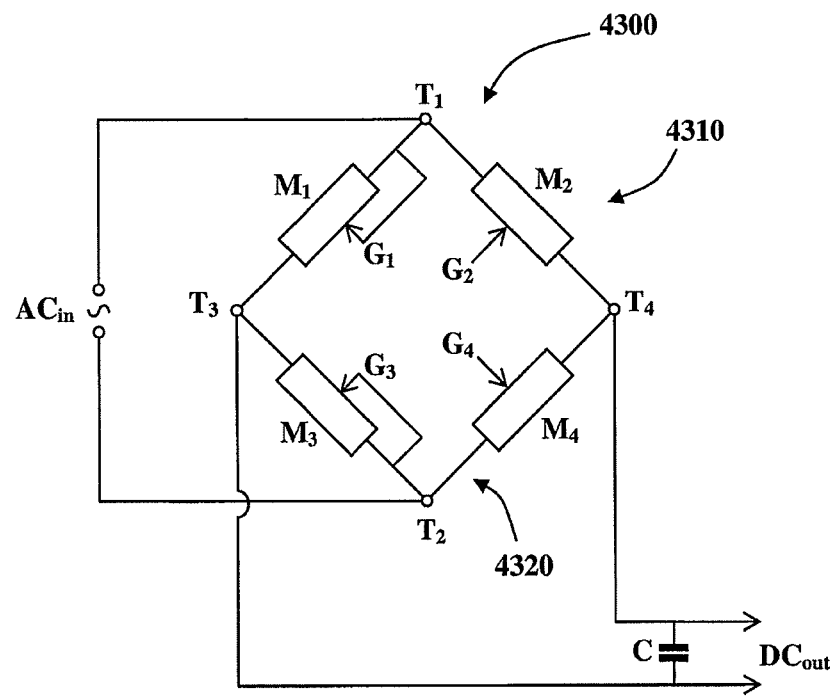 4300
T₁
4310
M₁
M₂
G₁
G₂
ACᵢₙ
T₃
T₄
G₃
G₄
M₃
M₄
T₂
4320
C
DCₒᵤₜ